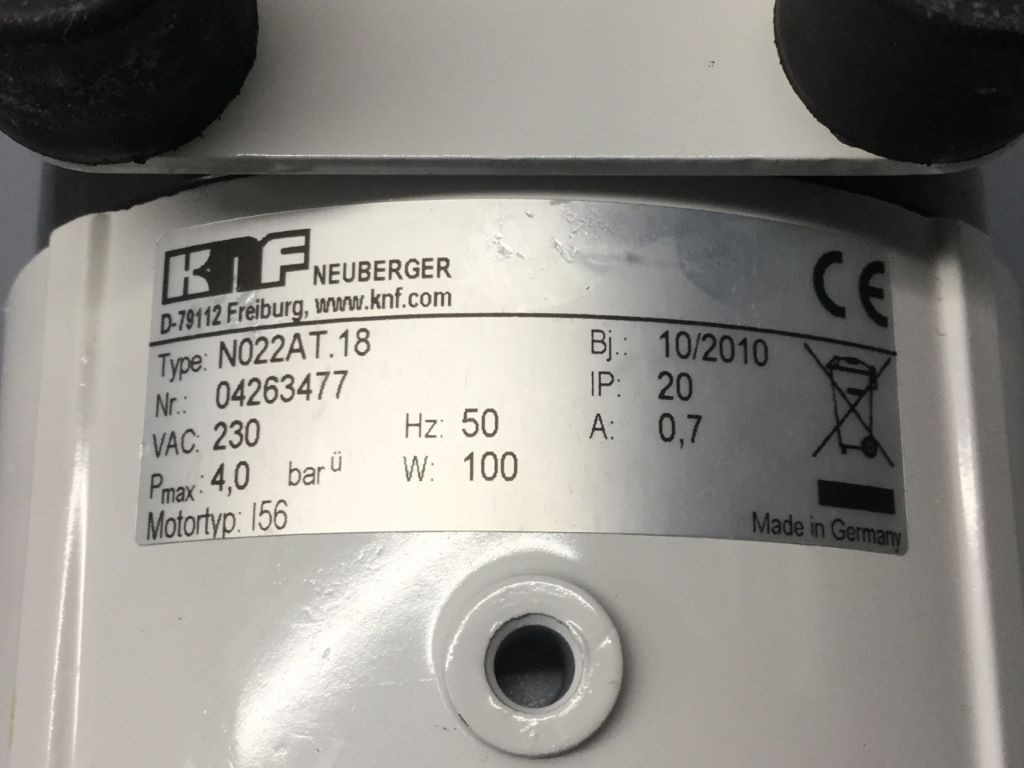 KNF NEUBERGER
D-79112 Freiburg, www.knf.com
CE
Type: N022AT.18 Bj.: 10/2010
Nr.: 04263477 IP: 20
VAC: 230 Hz: 50 A: 0,7
Pmax: 4,0 bar ü W: 100
Motortyp: I56
Made in Germany